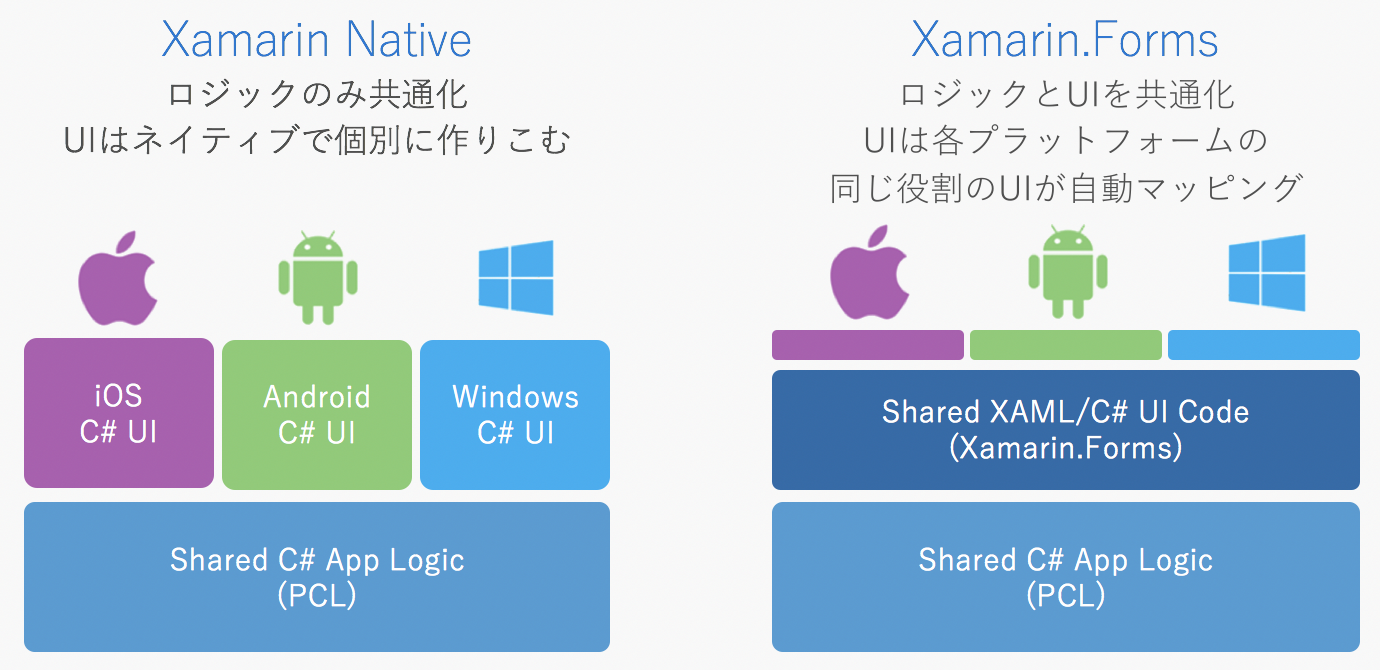 Xamarin Native
ロジックのみ共通化
UIはネイティブで個別に作りこむ
iOS
C# UI
Android
C# UI
Windows
C# UI
Shared C# App Logic
(PCL)
Xamarin.Forms
ロジックとUIを共通化
UIは各プラットフォームの
同じ役割のUIが自動マッピング
Shared XAML/C# UI Code
(Xamarin.Forms)
Shared C# App Logic
(PCL)